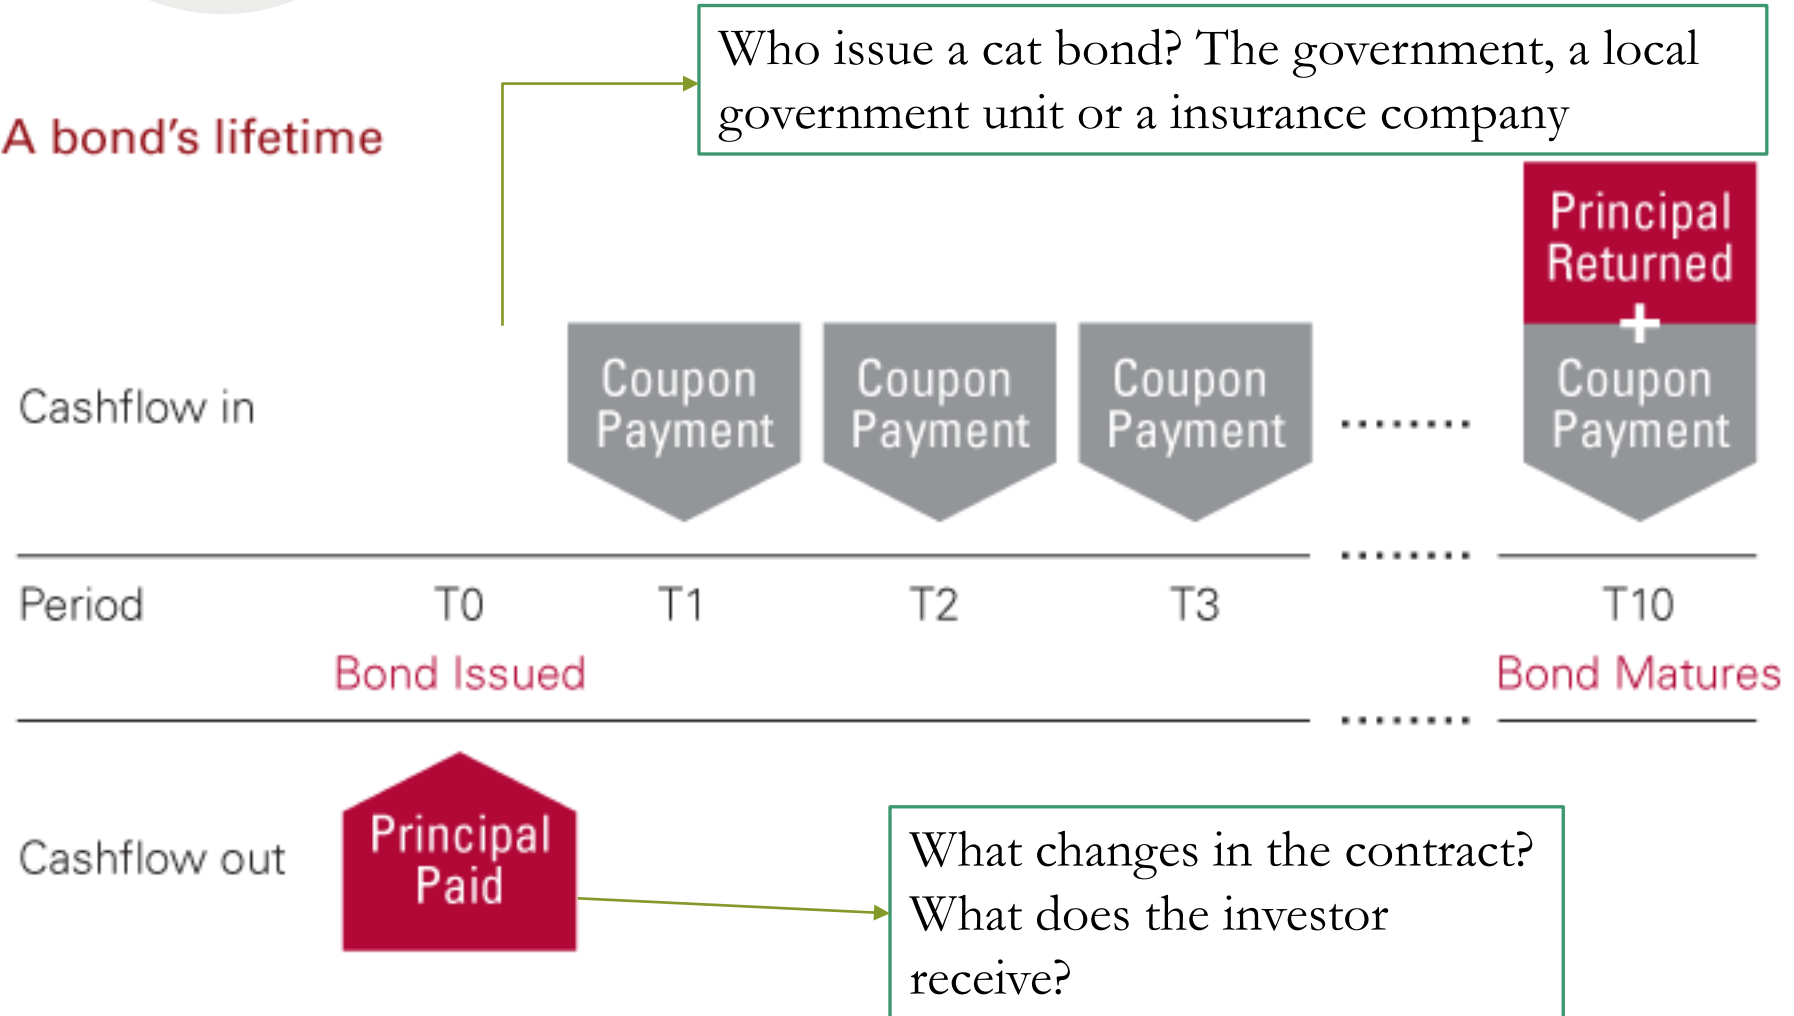 Who issue a cat bond? The government, a local
government unit or a insurance company
A bond's lifetime
Principal
Returned
+
Cashflow in
Coupon
Payment
Coupon
Payment
Coupon
Payment
........
Coupon
Payment
Period
T0
T1
T2
T3
T10
Bond Issued
Bond Matures
Cashflow out
Principal
Paid
What changes in the contract?
What does the investor
receive?